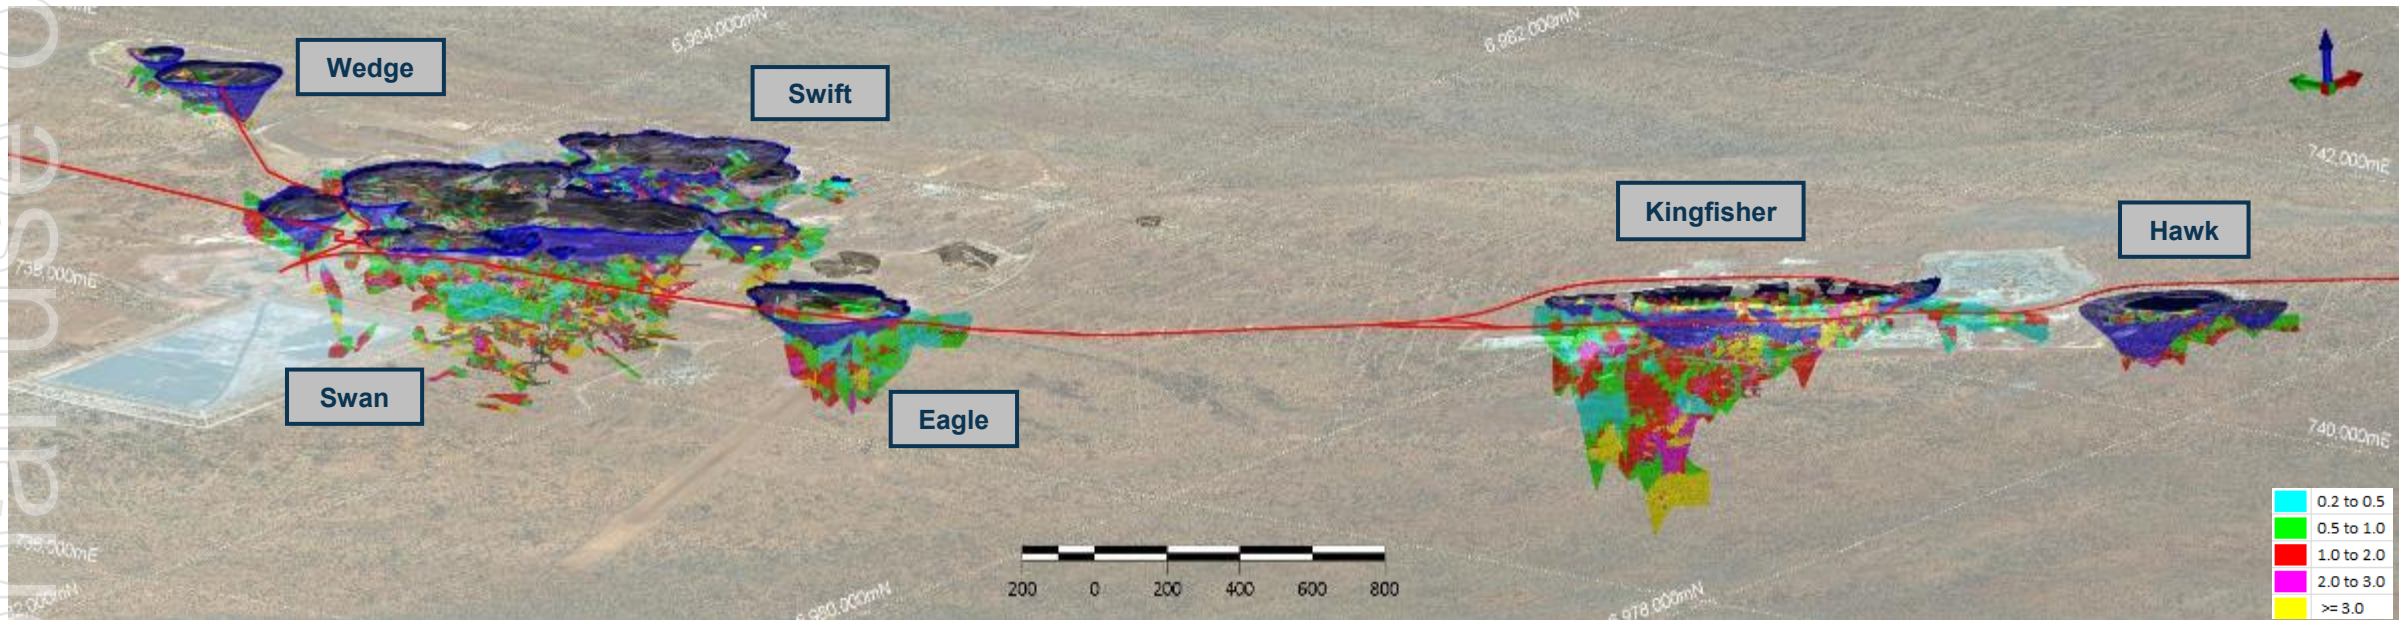 6,984,000mN
6,982,000mN
Wedge
Swift
742,000mE
Kingfisher
Hawk
738,000mE
Swan
Eagle
740,000mE
200 0 200 400 600 800
6,980,000mN
6,978,000mN
0.2 to 0.5
0.5 to 1.0
1.0 to 2.0
2.0 to 3.0
>= 3.0